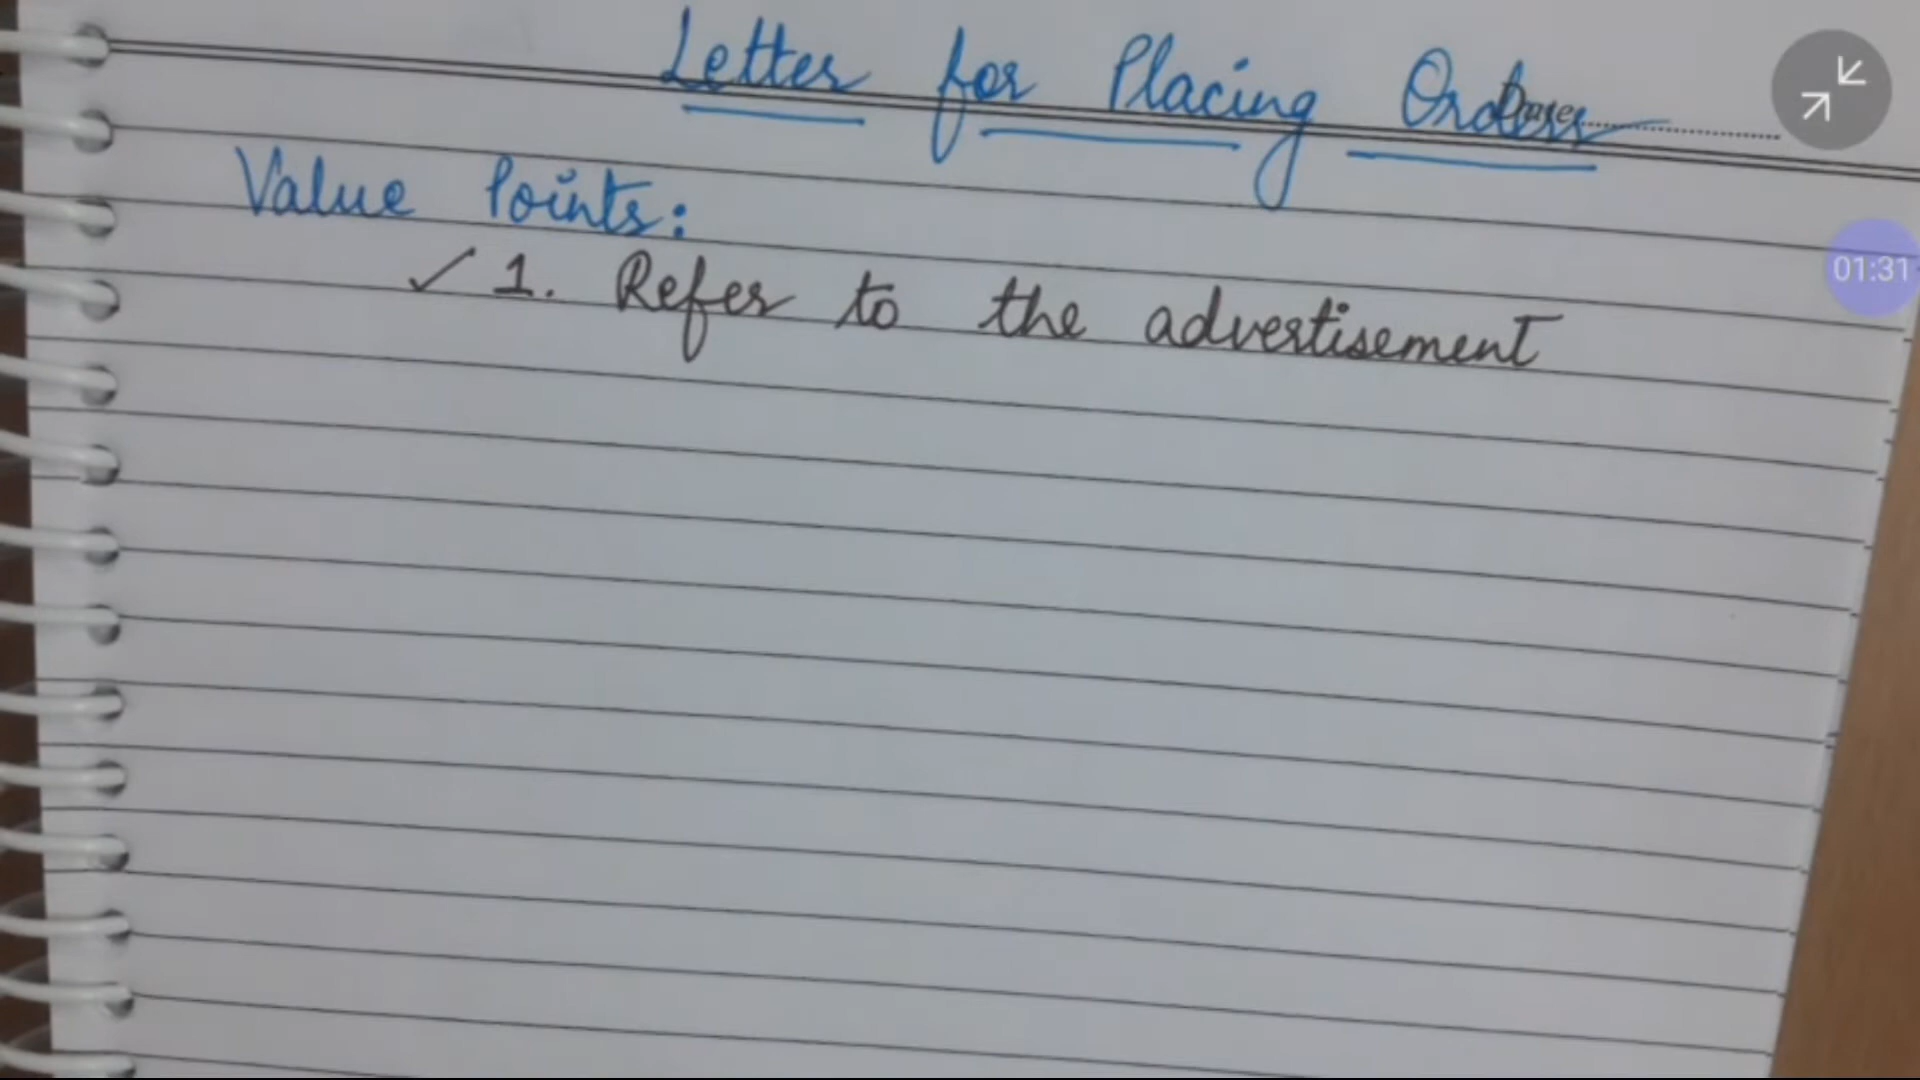 Letter for Placing Orders
Value Points:
✓ 1. Refer to the advertisement
01:31